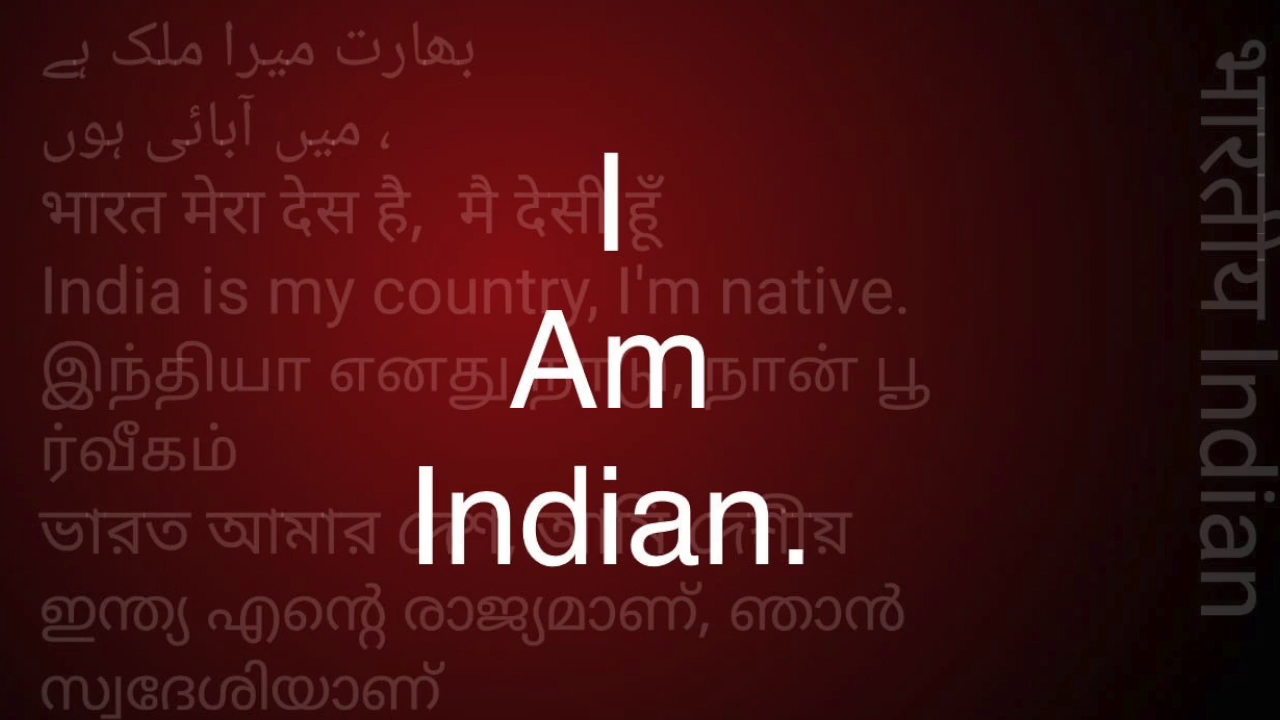 بھارت میرا ملک ہے
، میں آبائی ہوں
भारत मेरा देस है, मै देसी हूँ
India is my country, I'm native.
இந்தியா எனது நாடு, நான் பூ
ர்வீகம்
ভারত আমার দেশ, আমি দেশীয়
ഇന്ത്യ എന്റെ രാജ്യമാണ്, ഞാൻ
സ്വദേശിയാണ്
I
Am
Indian.
भारतीय Indian